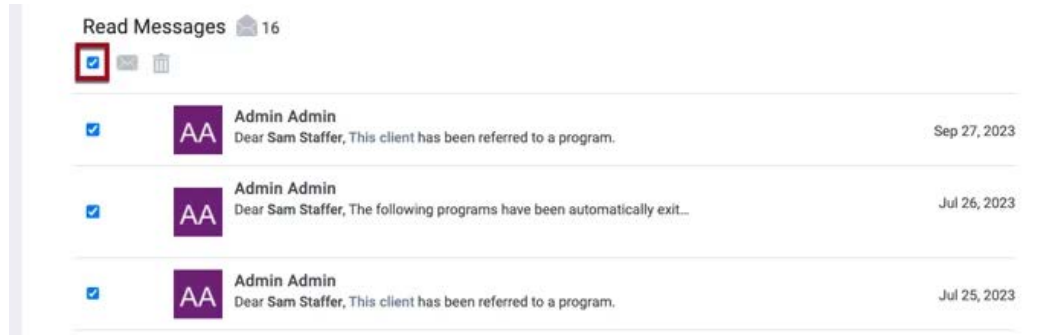 Read Messages 16
Admin Admin
AA
Dear Sam Staffer, This client has been referred to a program.
Sep 27, 2023
Admin Admin
AA
Dear Sam Staffer, The following programs have been automatically exit...
Jul 26, 2023
Admin Admin
AA
Dear Sam Staffer, This client has been referred to a program.
Jul 25, 2023